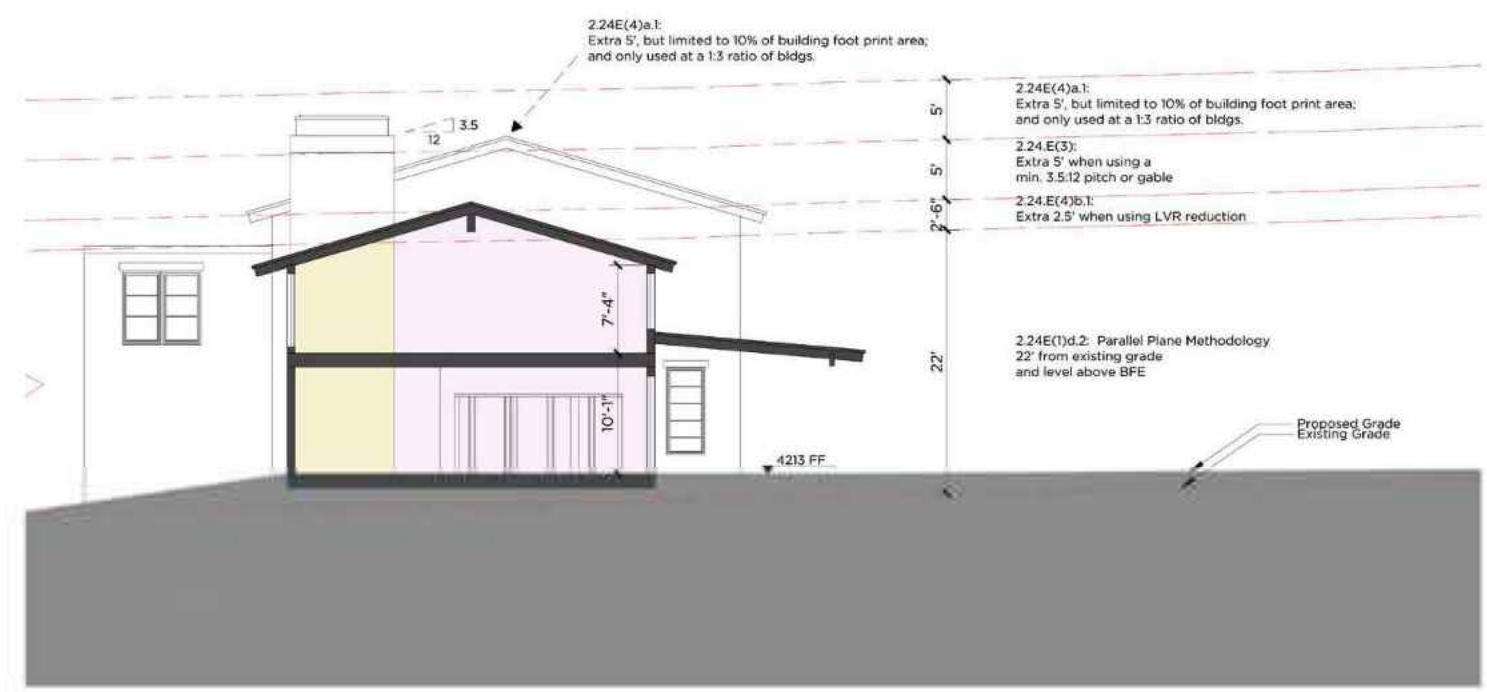 2.24E(4)a.1:
Extra 5', but limited to 10% of building foot print area;
and only used at a 1:3 ratio of bldgs.
3.5
12
5'
2.24E(4)a.1:
Extra 5', but limited to 10% of building foot print area;
and only used at a 1:3 ratio of bldgs.
5'
2.24.E(3):
Extra 5' when using a
min. 3.5:12 pitch or gable
2'-6"
2.24.E(4)b.1:
Extra 2.5' when using LVR reduction
7'-4"
22'
2.24E(1)d.2: Parallel Plane Methodology
22' from existing grade
and level above BFE
10'-1"
Proposed Grade
Existing Grade
4213 FF